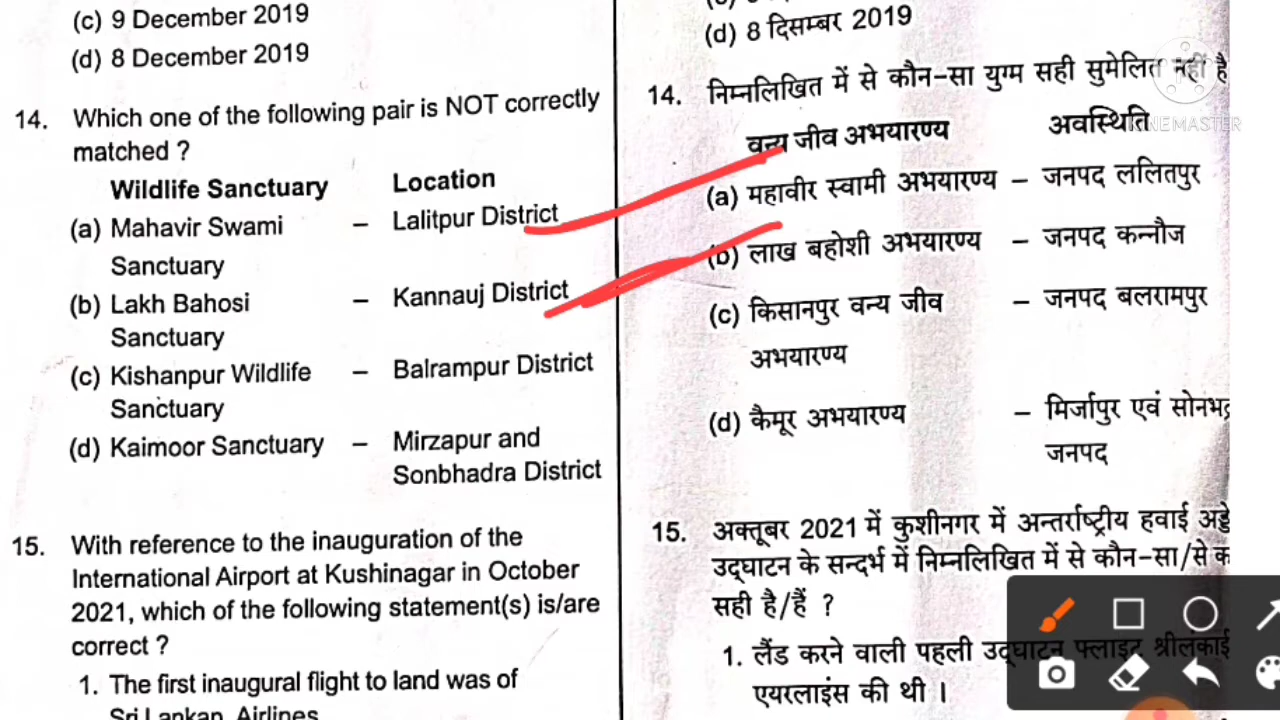 (c) 9 December 2019
(d) 8 December 2019
14. Which one of the following pair is NOT correctly
matched ?
Wildlife Sanctuary Location
(a) Mahavir Swami – Lalitpur District
Sanctuary
(b) Lakh Bahosi – Kannauj District
Sanctuary
(c) Kishanpur Wildlife – Balrampur District
Sanctuary
(d) Kaimoor Sanctuary – Mirzapur and
Sonbhadra District
15. With reference to the inauguration of the
International Airport at Kushinagar in October
2021, which of the following statement(s) is/are
correct ?
1. The first inaugural flight to land was of
Sri Lankan Airlines
(d) 8 दिसम्बर 2019
14. निम्नलिखित में से कौन-सा युग्म सही सुमेलित नहीं है
वन्य जीव अभयारण्य अवस्थिति
(a) महावीर स्वामी अभयारण्य – जनपद ललितपुर
(b) लाख बहोशी अभयारण्य – जनपद कन्नौज
(c) किसानपुर वन्य जीव – जनपद बलरामपुर
अभयारण्य
(d) कैमूर अभयारण्य – मिर्जापुर एवं सोनभद्र
जनपद
15. अक्तूबर 2021 में कुशीनगर में अन्तर्राष्ट्रीय हवाई अड्डे
उद्घाटन के सन्दर्भ में निम्नलिखित में से कौन-सा/से
सही है/हैं ?
1. लैंड करने वाली पहली उद्घाटन फ्लाइट श्रीलंकाई
एयरलाइंस की थी ।
KINEMASTER